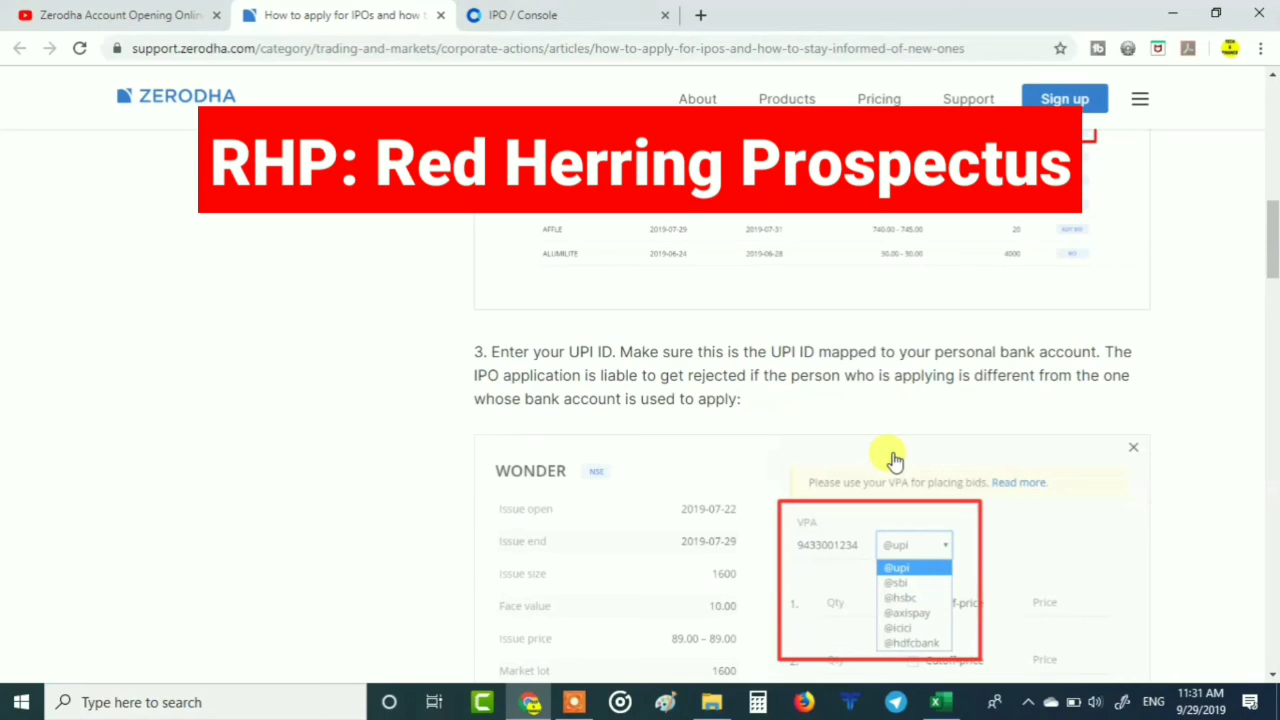 Zerodha Account Opening Onlin
How to apply for IPOs and how t
IPO / Console
support.zerodha.com/category/trading-and-markets/corporate-actions/articles/how-to-apply-for-ipos-and-how-to-stay-informed-of-new-ones
ZERODHA
About
Products
Pricing
Support
Sign up
RHP: Red Herring Prospectus
AFFLE 2019-07-29 2019-07-31 740.00 - 745.00 20
ALUMILITE 2019-06-24 2019-06-28 30.00 - 30.00 4000 BID
3. Enter your UPI ID. Make sure this is the UPI ID mapped to your personal bank account. The
IPO application is liable to get rejected if the person who is applying is different from the one
whose bank account is used to apply:
WONDER NSE
Please use your VPA for placing bids. Read more.
Issue open 2019-07-22
VPA
Issue end 2019-07-29
9433001234 @upi
@upi
Issue size 1600
@sbi
@hsbc
Face value 10.00
1. Qty f-price Price
@axispay
@icici
Issue price 89.00 – 89.00
@hdfcbank
2. Qty Cutoff-price Price
Market lot 1600
Type here to search
ENG
11:31 AM
9/29/2019